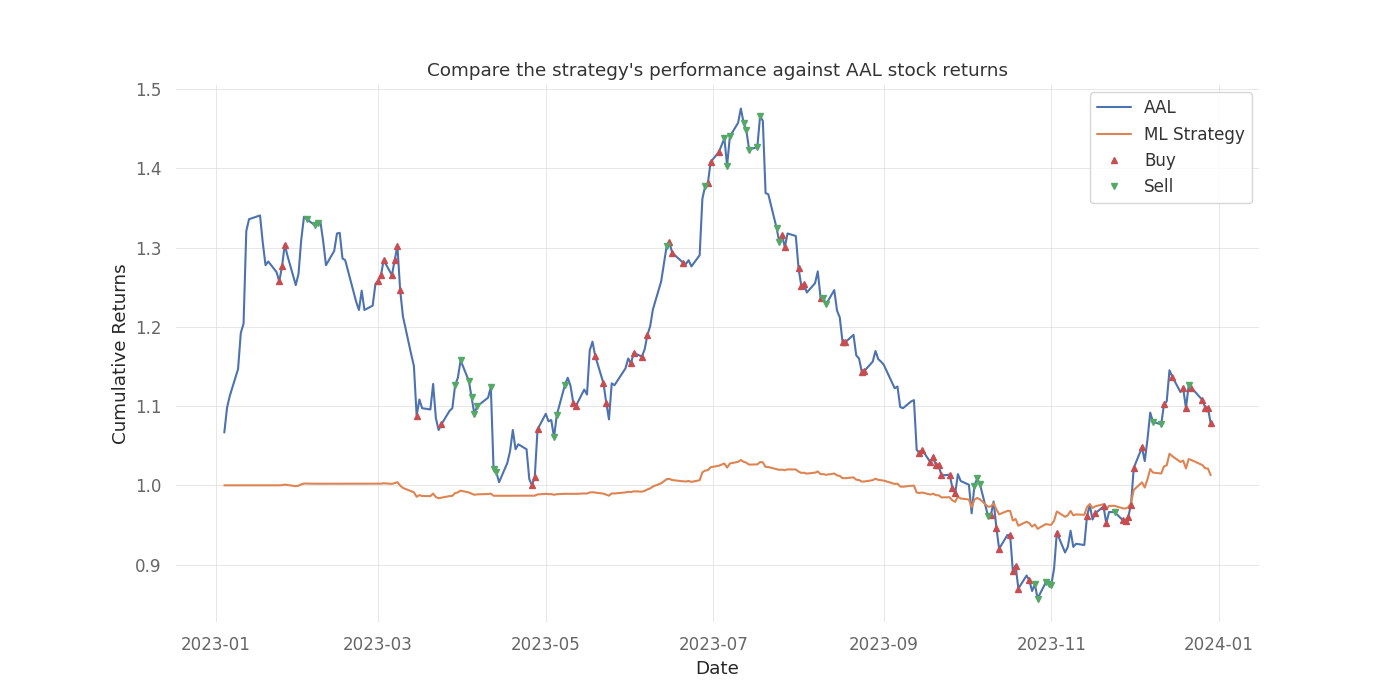 Compare the strategy's performance against AAL stock returns
1.5
1.4
1.3
1.2
1.1
1.0
0.9
Cumulative Returns
AAL
ML Strategy
Buy
Sell
2023-01
2023-03
2023-05
2023-07
2023-09
2023-11
2024-01
Date